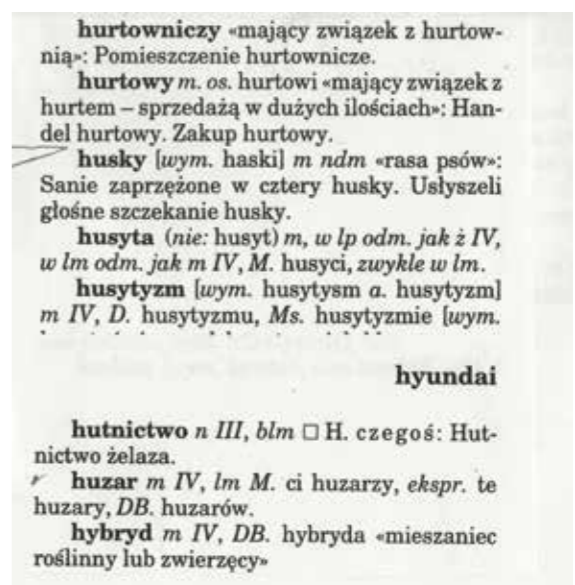 hurtowniczy «mający związek z hurtow-
nią»: Pomieszczenie hurtownicze.
hurtowy m. os. hurtowi «mający związek z
hurtem – sprzedażą w dużych ilościach»: Han-
del hurtowy. Zakup hurtowy.
husky [wym. haski] m ndm «rasa psów»:
Sanie zaprzężone w cztery husky. Usłyszeli
głośne szczekanie husky.
husyta (nie: husyt) m, w lp odm. jak ż IV,
w lm odm. jak m IV, M. husyci, zwykle w lm.
husytyzm [wym. husytysm a. husytyzm]
m IV, D. husytyzmu, Ms. husytyzmie [wym.
hyundai
hutnictwo n III, blm □ H. czegoś: Hut-
nictwo żelaza.
huzar m IV, lm M. ci huzarzy, ekspr. te
huzary, DB. huzarów.
hybryd m IV, DB. hybryda «mieszaniec
roślinny lub zwierzęcy»